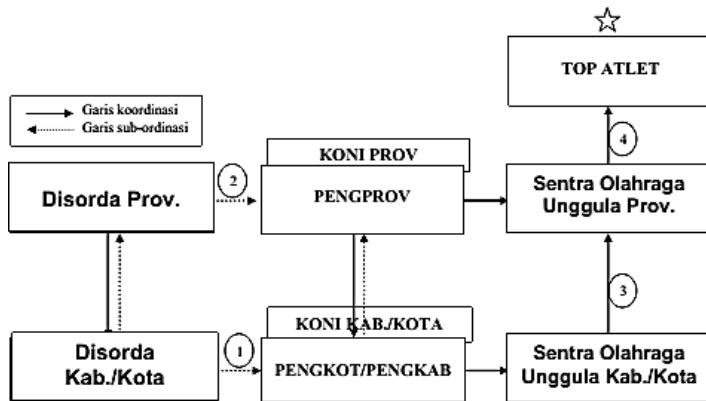 TOP ATLET
Garis koordinasi
Garis sub-ordinasi
4
KONI PROV
Disorda Prov.
2
PENGPROV
Sentra Olahraga
Unggula Prov.
3
KONI KAB./KOTA
Disorda
Kab./Kota
1
PENGKOT/PENGKAB
Sentra Olahraga
Unggula Kab./Kota